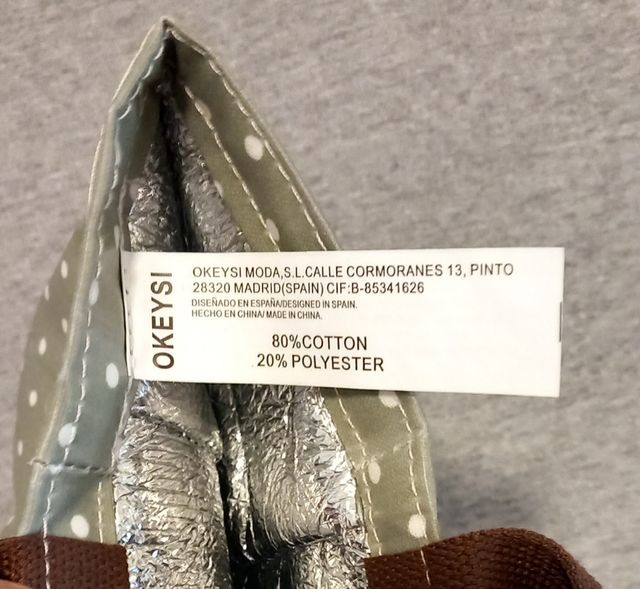 OKEYSI
OKEYSI MODA,S.L.CALLE CORMORANES 13, PINTO
28320 MADRID(SPAIN) CIF:B-85341626
DISEÑADO EN ESPAÑA/DESIGNED IN SPAIN.
HECHO EN CHINA/ MADE IN CHINA.
80%COTTON
20% POLYESTER